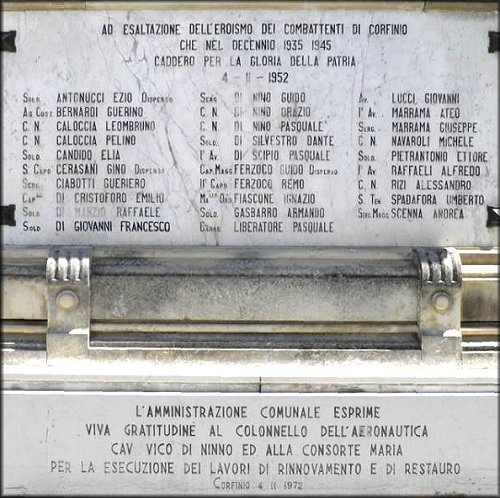 AD ESALTAZIONE DELL'EROISMO DEI COMBATTENTI DI CORFINIO
CHE NEL DECENNIO 1935 1945
CADDERO PER LA GLORIA DELLA PATRIA
4 - 11 - 1952
SOLD. ANTONUCCI EZIO DISPERSO
AG CUST. BERNARDI GUERINO
C. N. CALOCCIA LEOMBRUNO
C. N. CALOCCIA PELINO
SOLD. CANDIDO ELIA
S. CAPO CERASANI GINO DISPERSO
SERG. CIABOTTI GUERIERO
CAP. DI CRISTOFORO EMILIO
SOLD. DI MARZIO RAFFAELE
SOLD DI GIOVANNI FRANCESCO
SERG. DI NINO GUIDO
C. N. DI NINO ORAZIO
C. N. DI NINO PASQUALE
SOLD. DI SILVESTRO DANTE
1° AV. DI SCIPIO PASQUALE
CAP. MAGG FERZOCO GUIDO DISPERSO
CAPO FERZOCO REMO
FIASCONE IGNAZIO
SOLD. GASBARRO ARMANDO
LIBERATORE PASQUALE
AV. LUCCI GIOVANNI
1° AV. MARRAMA ATEO
SERG. MARRAMA GIUSEPPE
C. N. NAVAROLI MICHELE
SOLD. PIETRANTONIO ETTORE
1° AV. RAFFAELI ALFREDO
C. N. RIZI ALESSANDRO
S. TEN SPADAFORA UMBERTO
SERG. MAGG. SCENNA ANDREA
L'AMMINISTRAZIONE COMUNALE ESPRIME
VIVA GRATITUDINE AL COLONNELLO DELL'AERONAUTICA
CAV. VICO DI NINNO ED ALLA CONSORTE MARIA
PER LA ESECUZIONE DEI LAVORI DI RINNOVAMENTO E DI RESTAURO
CORFINIO 4. 11 1972